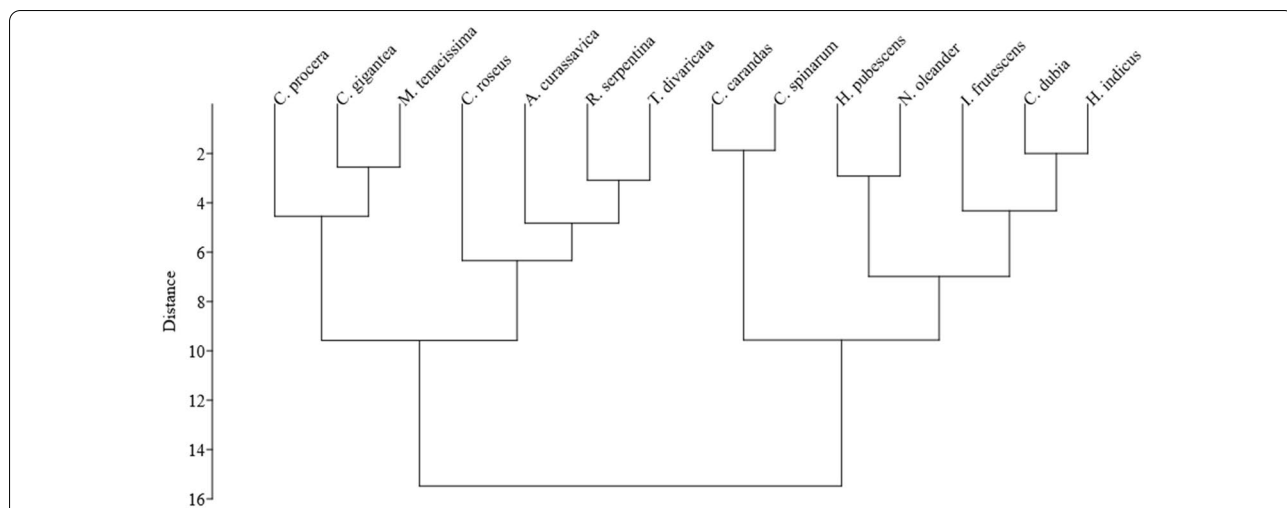 C. procera
C. gigantea
M. tenacissima
C. roseus
A. curassavica
R. serpentina
T. divaricata
C. carandas
C. spinarum
H. pubescens
N. oleander
I. frutescens
C. dubia
H. indicus
2
4
6
8
10
12
14
16
Distance